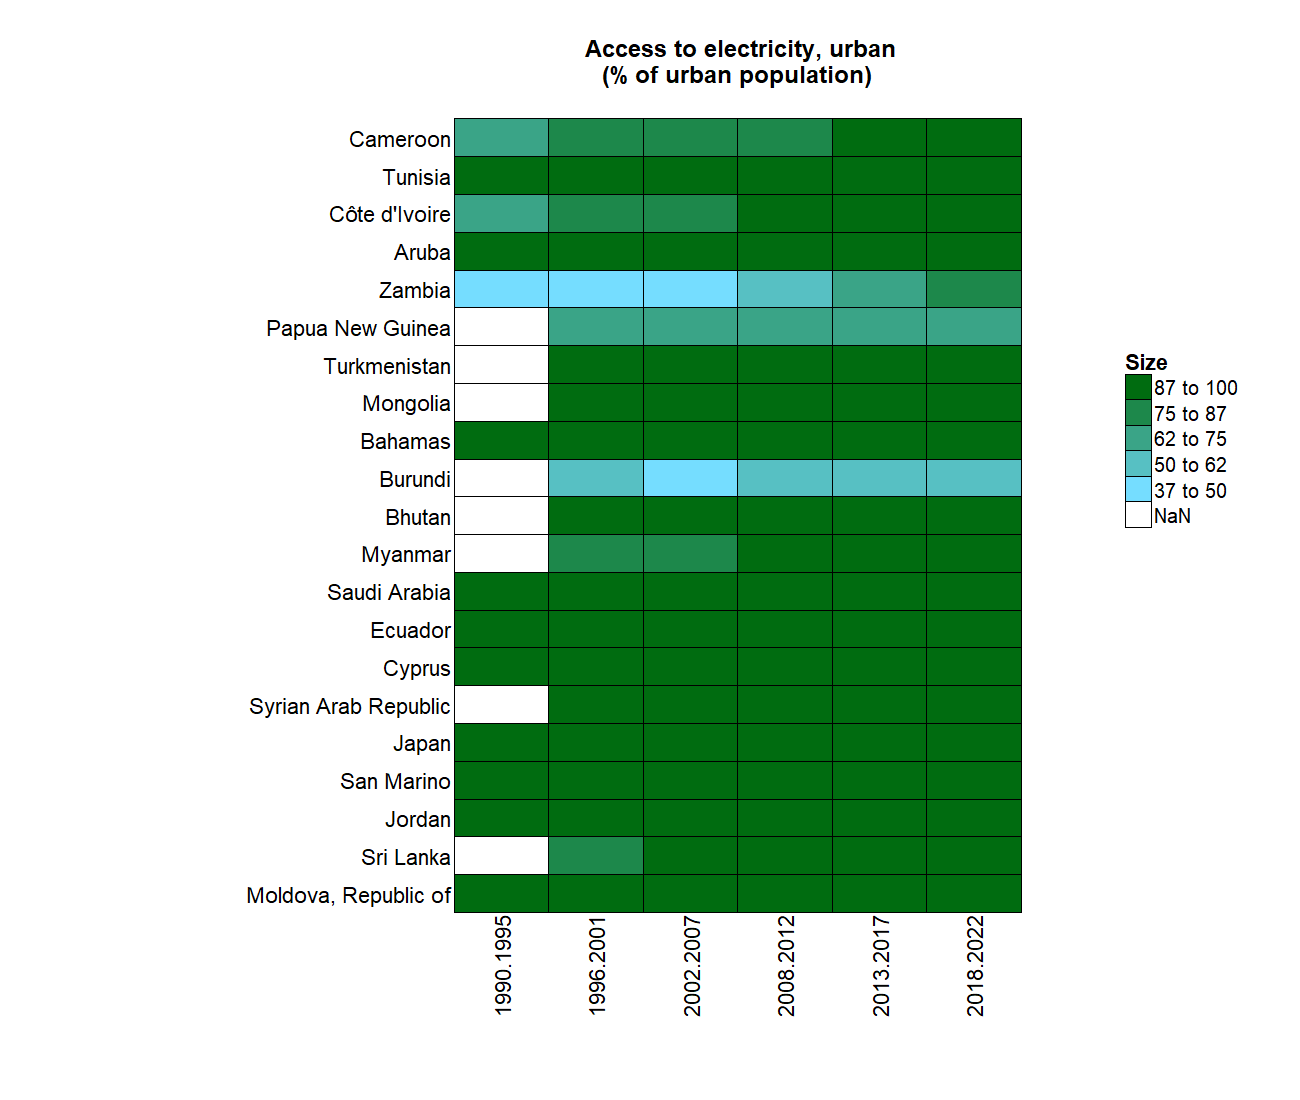 Access to electricity, urban
(% of urban population)
Cameroon
Tunisia
Côte d'Ivoire
Aruba
Zambia
Papua New Guinea
Turkmenistan
Mongolia
Bahamas
Burundi
Bhutan
Myanmar
Saudi Arabia
Ecuador
Cyprus
Syrian Arab Republic
Japan
San Marino
Jordan
Sri Lanka
Moldova, Republic of
1990.1995
1996.2001
2002.2007
2008.2012
2013.2017
2018.2022
Size
87 to 100
75 to 87
62 to 75
50 to 62
37 to 50
NaN